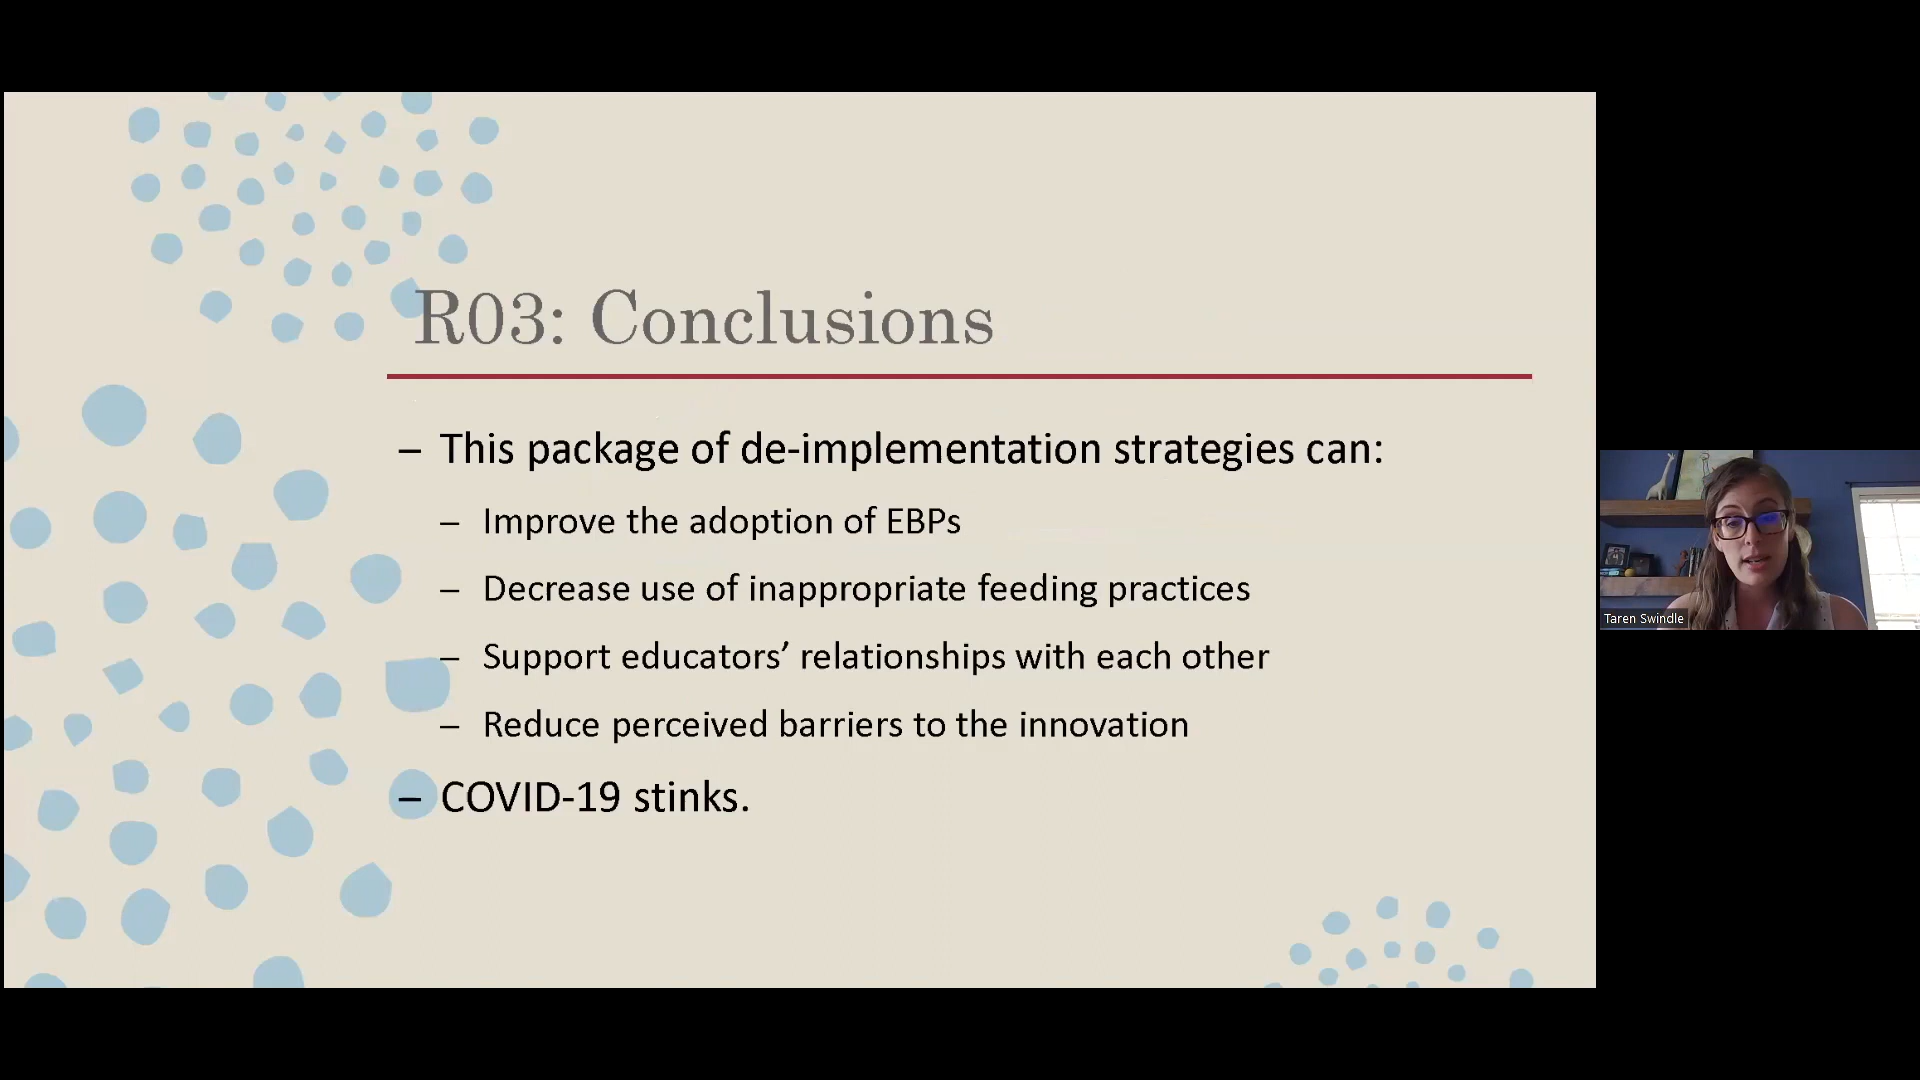 R03: Conclusions
– This package of de-implementation strategies can:
– Improve the adoption of EBPs
– Decrease use of inappropriate feeding practices
– Support educators’ relationships with each other
– Reduce perceived barriers to the innovation
– COVID-19 stinks.
Taren Swindle